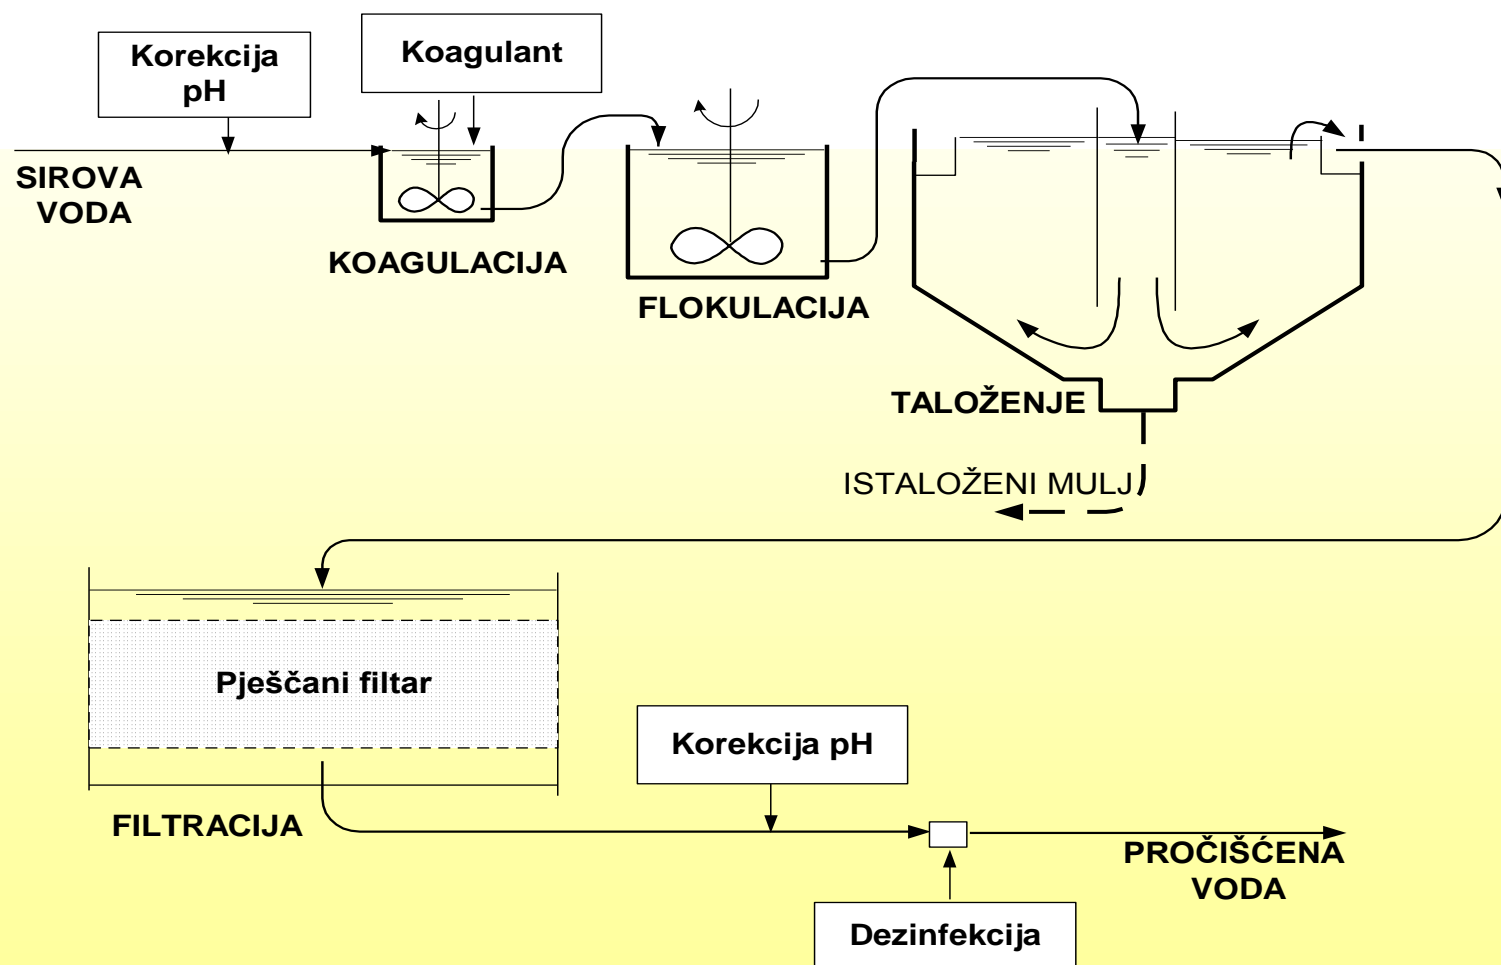 Korekcija
pH
Koagulant
SIROVA
VODA
KOAGULACIJA
FLOKULACIJA
TALOŽENJE
ISTALOŽENI MULJ
Pješčani filtar
FILTRACIJA
Korekcija pH
PROČIŠĆENA
VODA
Dezinfekcija